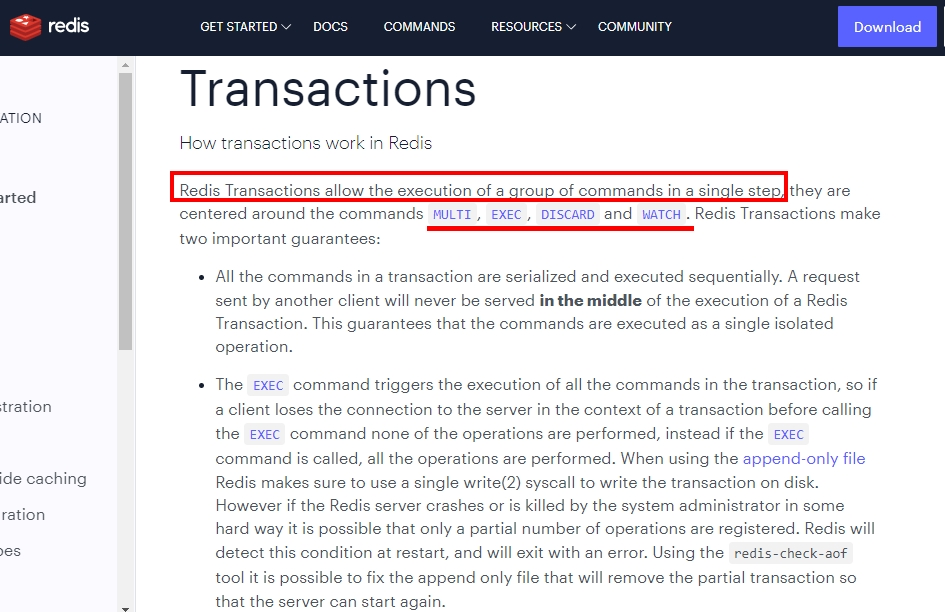 redis
GET STARTED
DOCS
COMMANDS
RESOURCES
COMMUNITY
Download
ATION
arted
stration
ide caching
ration
oes
Transactions
How transactions work in Redis
Redis Transactions allow the execution of a group of commands in a single step, they are
centered around the commands MULTI , EXEC , DISCARD and WATCH . Redis Transactions make
two important guarantees:
• All the commands in a transaction are serialized and executed sequentially. A request
sent by another client will never be served in the middle of the execution of a Redis
Transaction. This guarantees that the commands are executed as a single isolated
operation.
• The EXEC command triggers the execution of all the commands in the transaction, so if
a client loses the connection to the server in the context of a transaction before calling
the EXEC command none of the operations are performed, instead if the EXEC
command is called, all the operations are performed. When using the append-only file
Redis makes sure to use a single write(2) syscall to write the transaction on disk.
However if the Redis server crashes or is killed by the system administrator in some
hard way it is possible that only a partial number of operations are registered. Redis will
detect this condition at restart, and will exit with an error. Using the redis-check-aof
tool it is possible to fix the append only file that will remove the partial transaction so
that the server can start again.